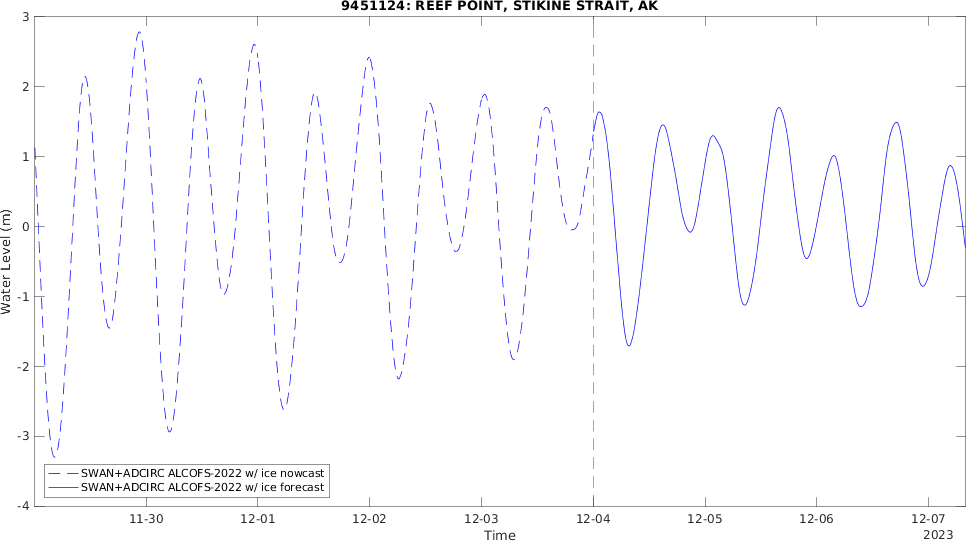 9451124: REEF POINT, STIKINE STRAIT, AK
3
2
1
0
-1
-2
-3
-4
Water Level (m)
SWAN+ADCIRC ALCOFS-2022 w/ ice nowcast
SWAN+ADCIRC ALCOFS-2022 w/ ice forecast
11-30 12-01 12-02 12-03 12-04 12-05 12-06 12-07
Time 2023